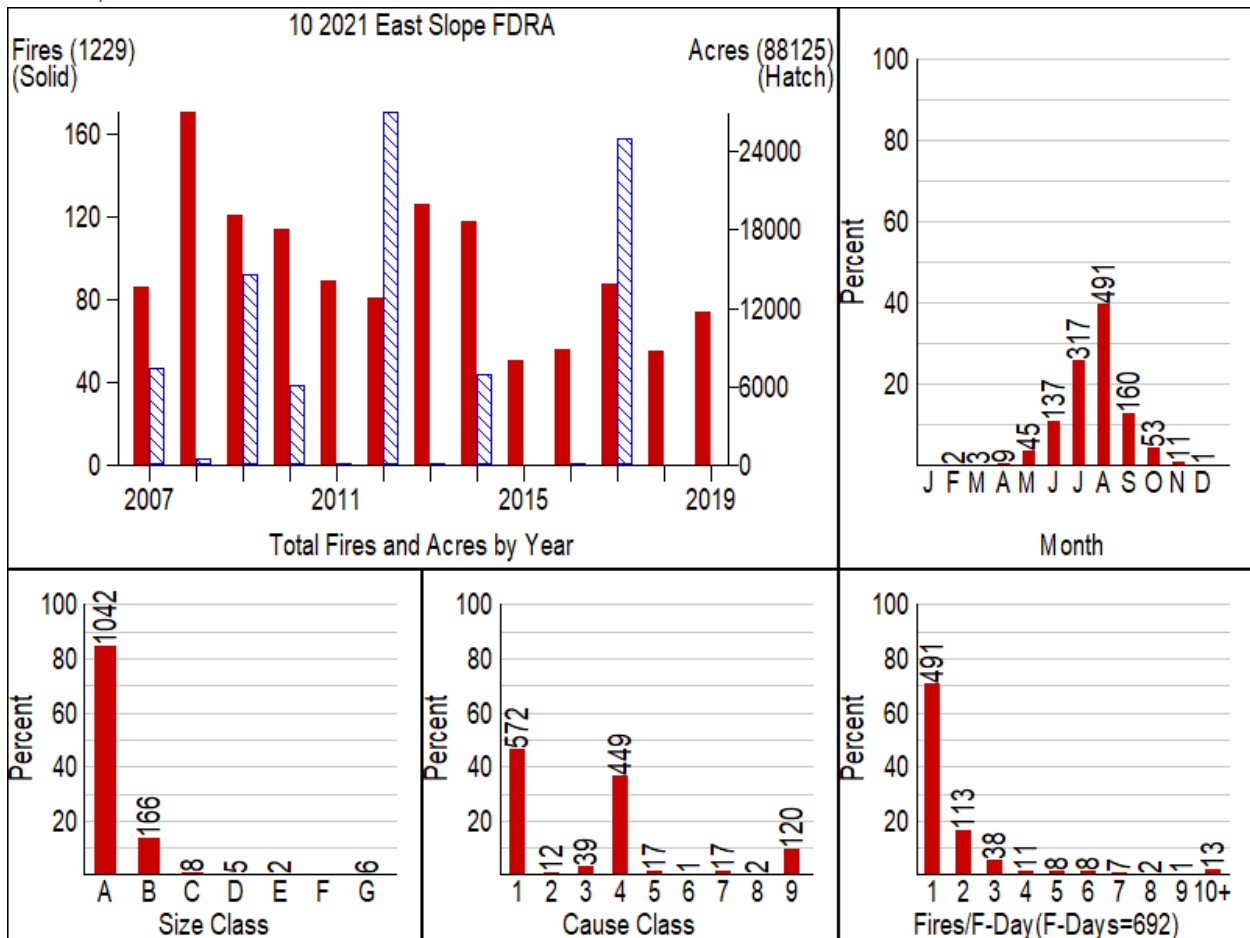 10 2021 East Slope FDRA
Fires (1229)
(Solid)
Acres (88125)
(Hatch)
160
120
80
40
0
24000
18000
12000
6000
0
2007 2011 2015 2019
Total Fires and Acres by Year
100
80
60
40
20
Percent
2 3 9 45 137 317 491 160 53 11 1
J F M A M J J A S O N D
Month
100
80
60
40
20
Percent
1042 166 8 5 2 6
A B C D E F G
Size Class
100
80
60
40
20
Percent
572 12 39 449 17 1 17 2 120
1 2 3 4 5 6 7 8 9
Cause Class
100
80
60
40
20
Percent
491 113 38 11 8 8 7 2 1 13
1 2 3 4 5 6 7 8 9 10+
Fires/F-Day(F-Days=692)